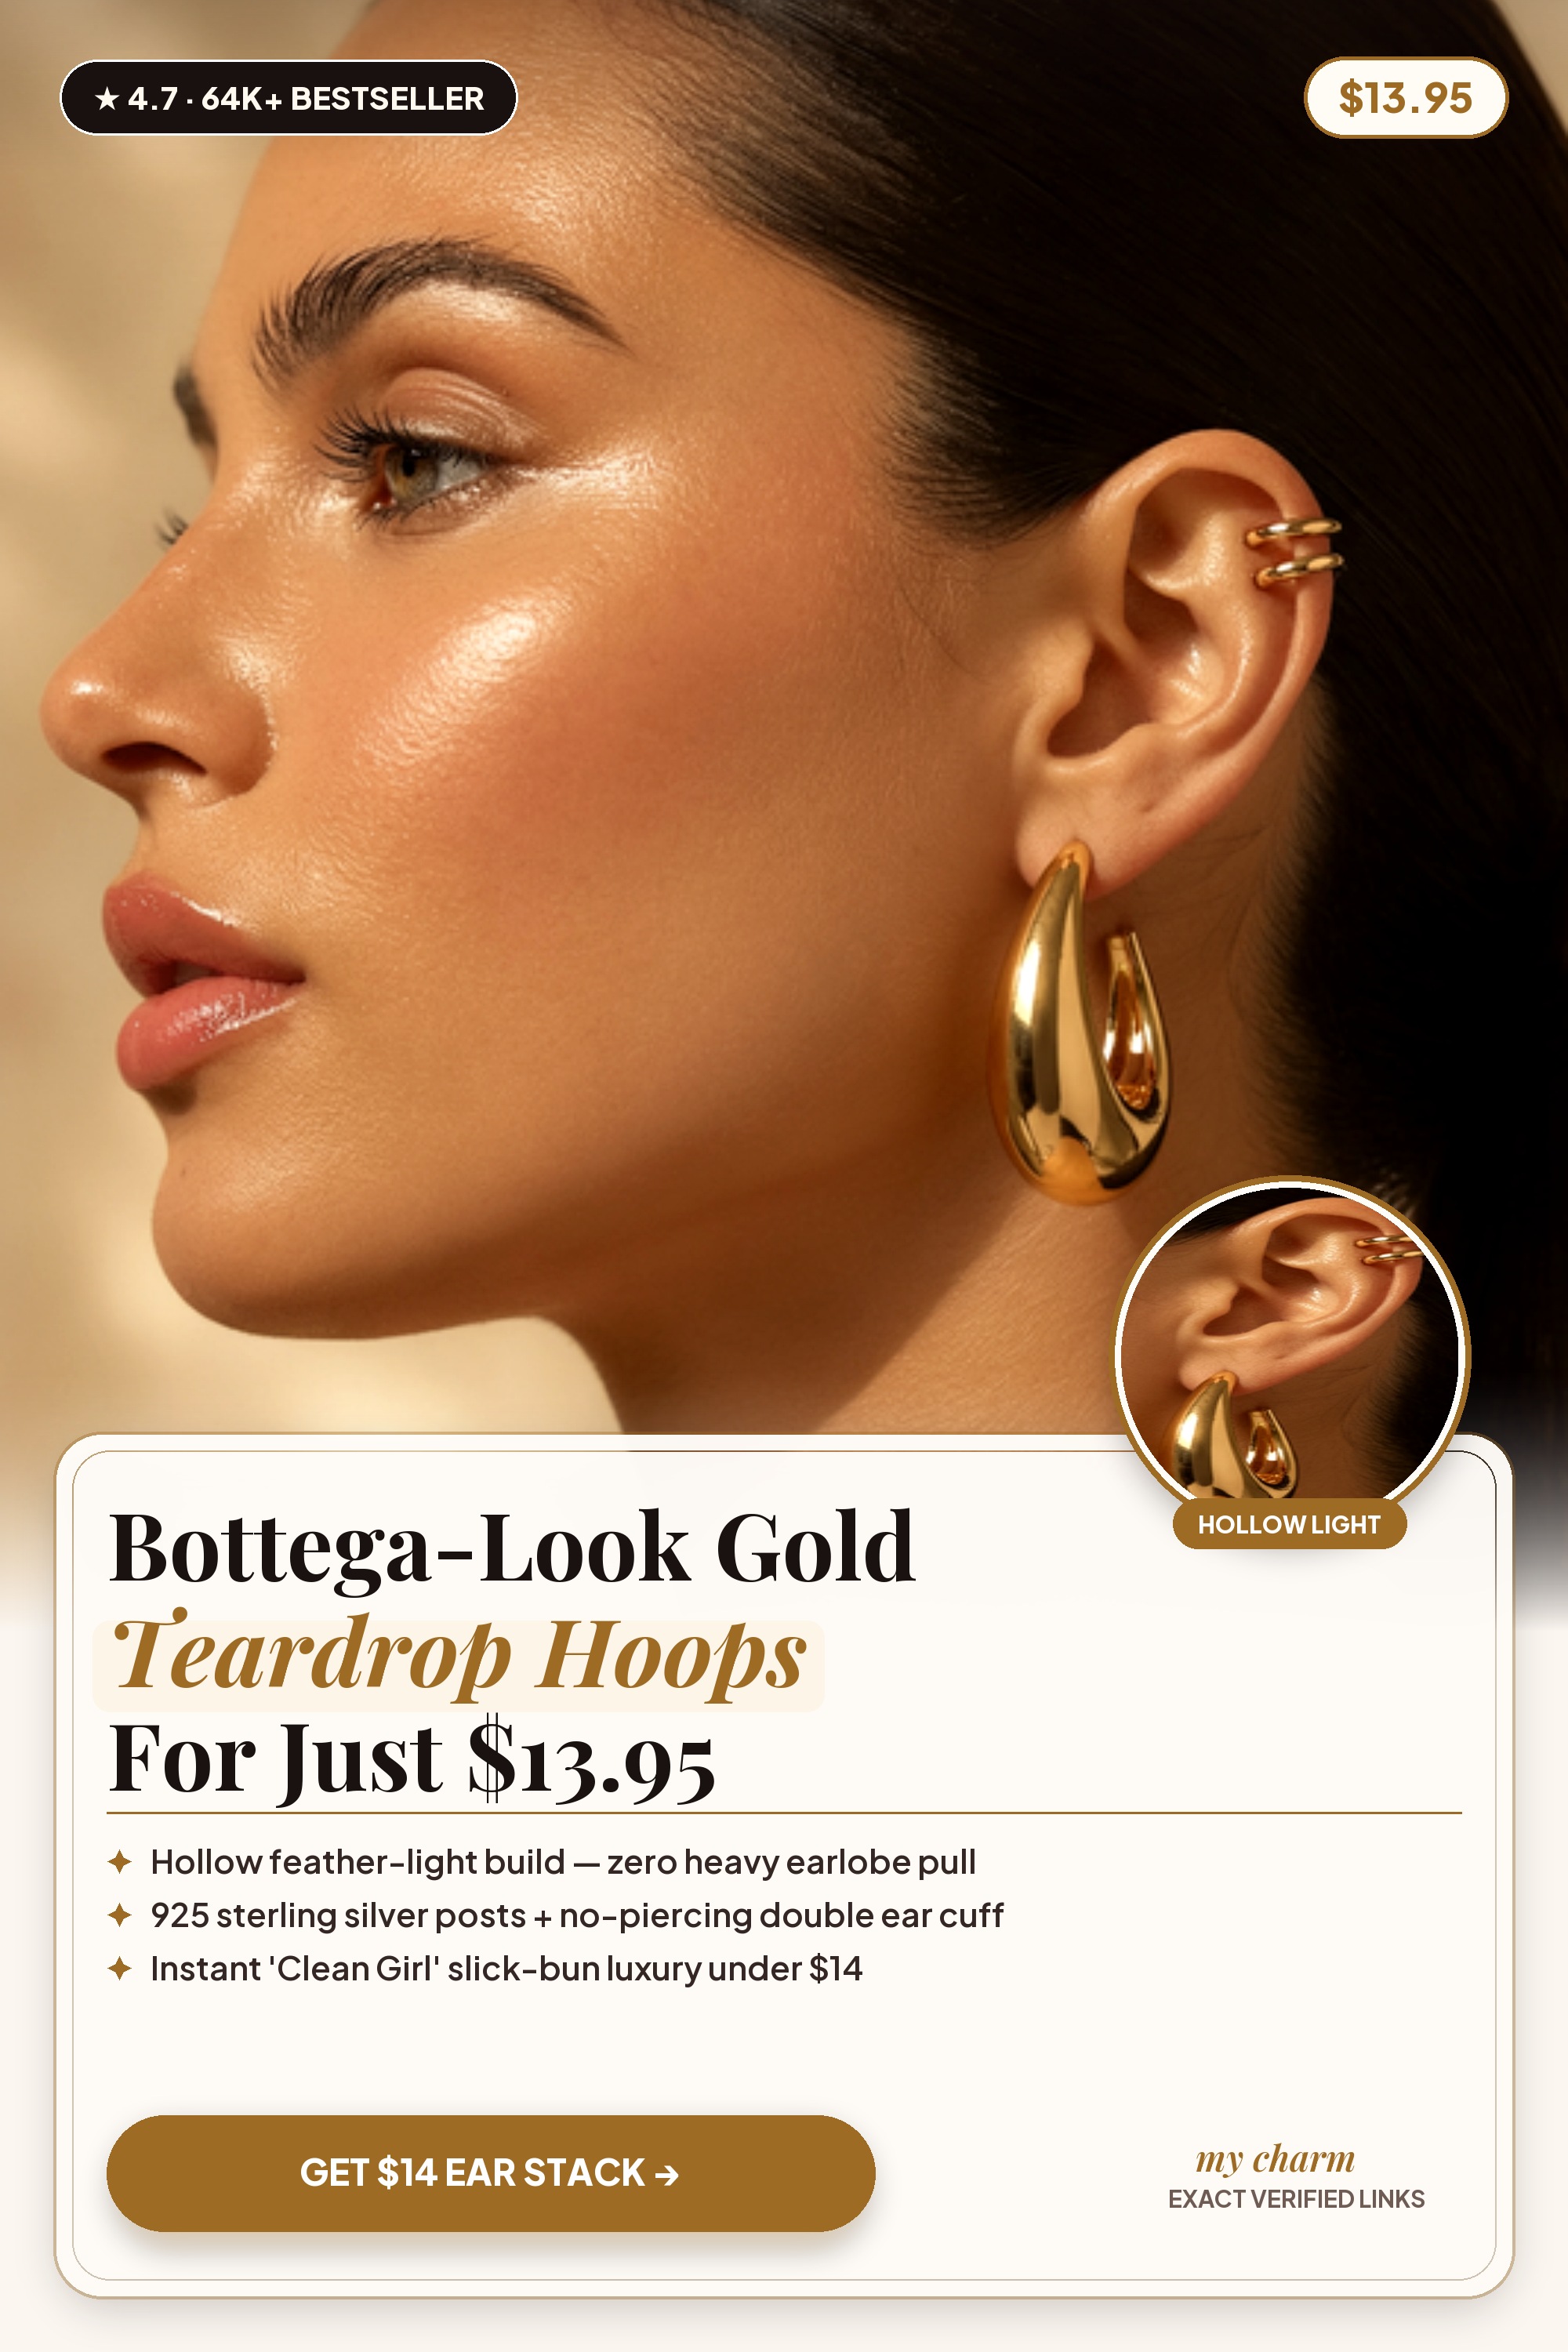 ★ 4.7 · 64K+ BESTSELLER
$13.95
HOLLOW LIGHT
Bottega-Look Gold
Teardrop Hoops
For Just $13.95
✦ Hollow feather-light build — zero heavy earlobe pull
✦ 925 sterling silver posts + no-piercing double ear cuff
✦ Instant 'Clean Girl' slick-bun luxury under $14
GET $14 EAR STACK →
my charm
EXACT VERIFIED LINKS